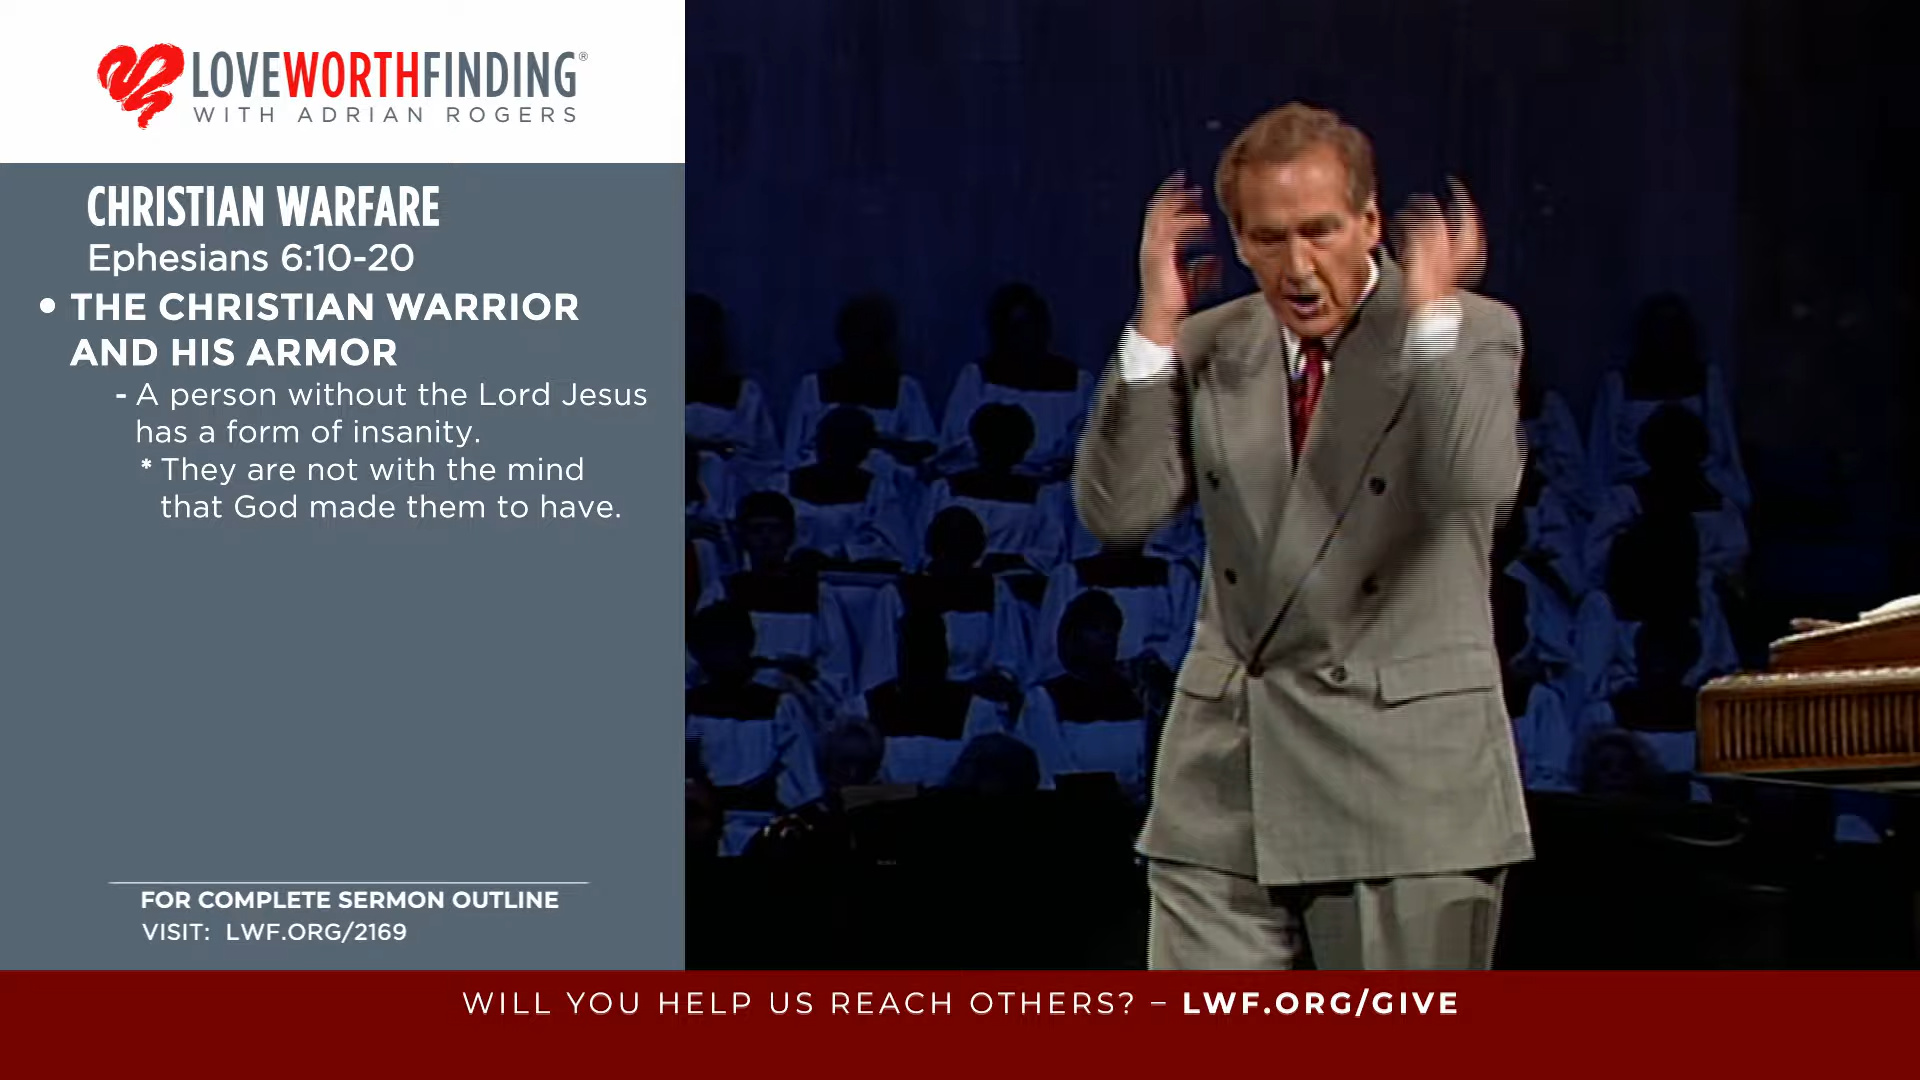 LOVEWORTHFINDING®
WITH ADRIAN ROGERS
CHRISTIAN WARFARE
Ephesians 6:10-20
• THE CHRISTIAN WARRIOR
AND HIS ARMOR
- A person without the Lord Jesus
has a form of insanity.
* They are not with the mind
that God made them to have.
FOR COMPLETE SERMON OUTLINE
VISIT: LWF.ORG/2169
WILL YOU HELP US REACH OTHERS? – LWF.ORG/GIVE